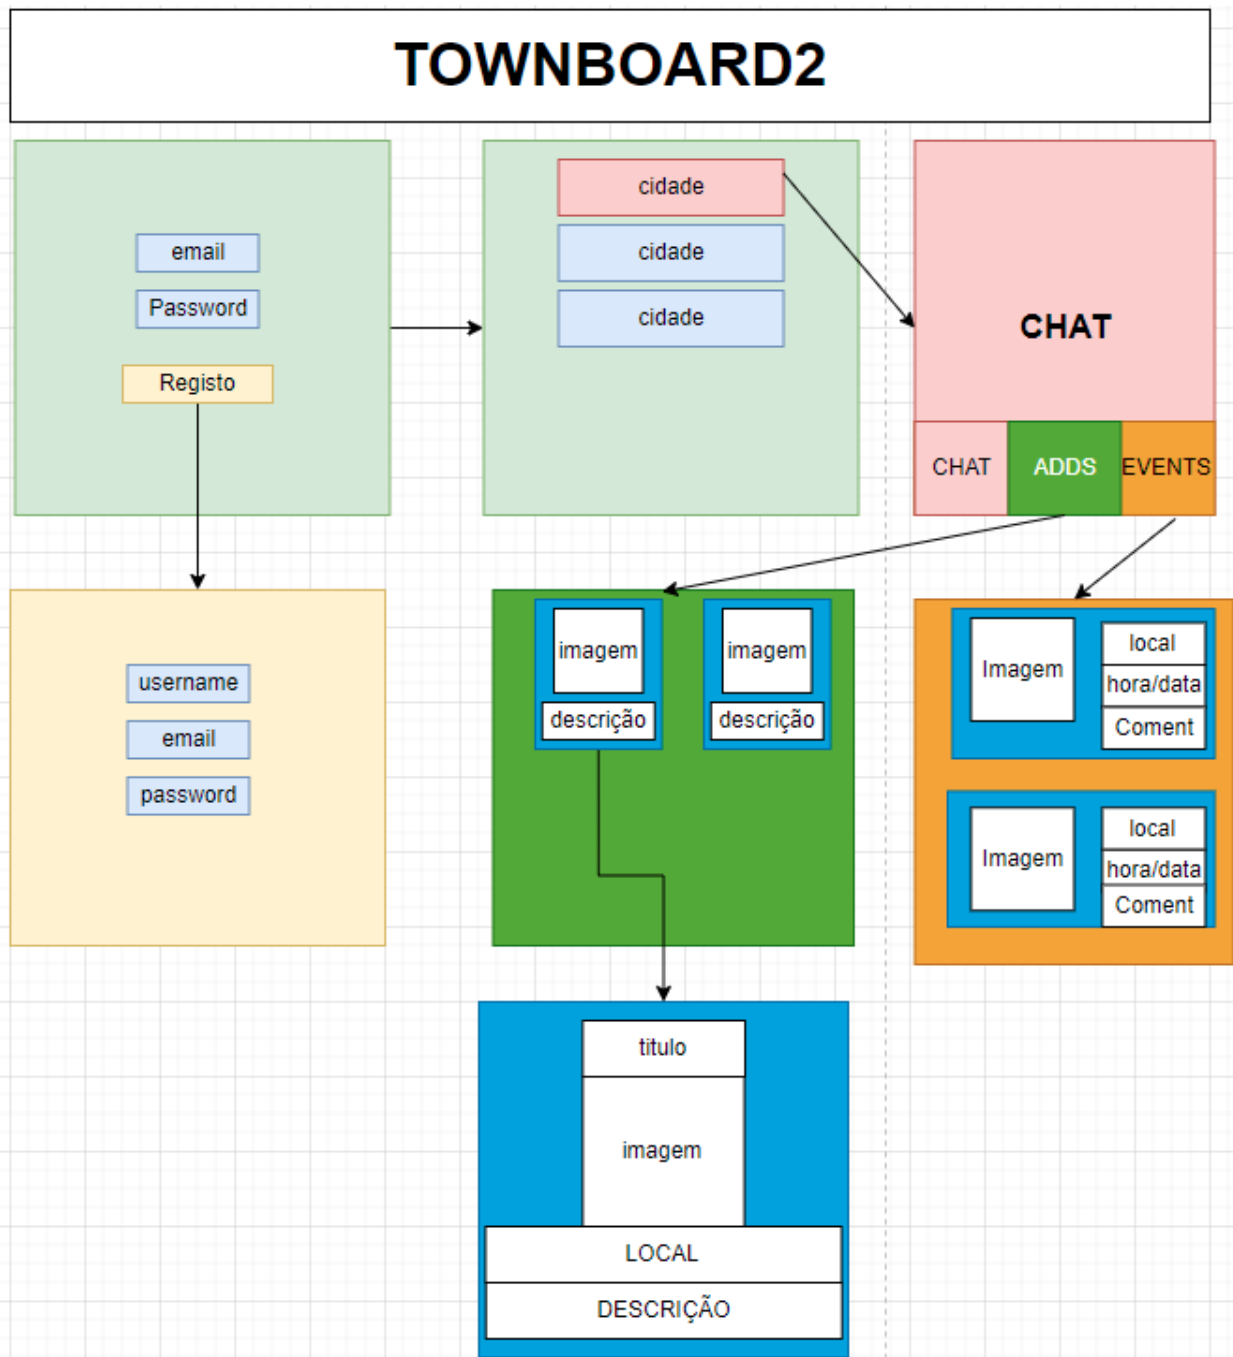 TOWNBOARD2
email
Password
Registo
cidade
cidade
cidade
CHAT
CHAT
ADDS
EVENTS
username
email
password
imagem
descrição
imagem
descrição
Imagem
local
hora/data
Coment
Imagem
local
hora/data
Coment
titulo
imagem
LOCAL
DESCRIÇÃO